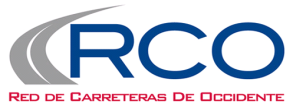 RCO
RED DE CARRETERAS DE OCCIDENTE